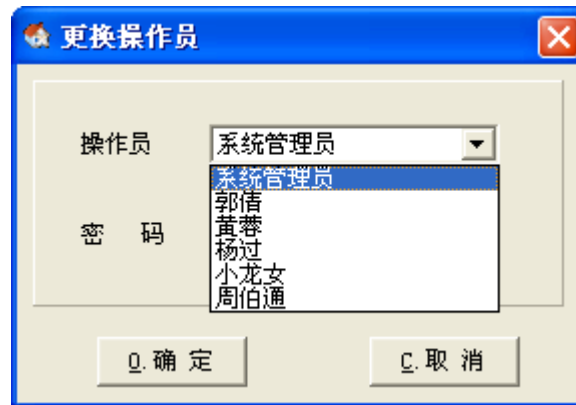 更换操作员
操作员 系统管理员
系统管理员
郭倩
黄蓉
杨过
小龙女
周伯通
密 码
O.确 定 C.取 消